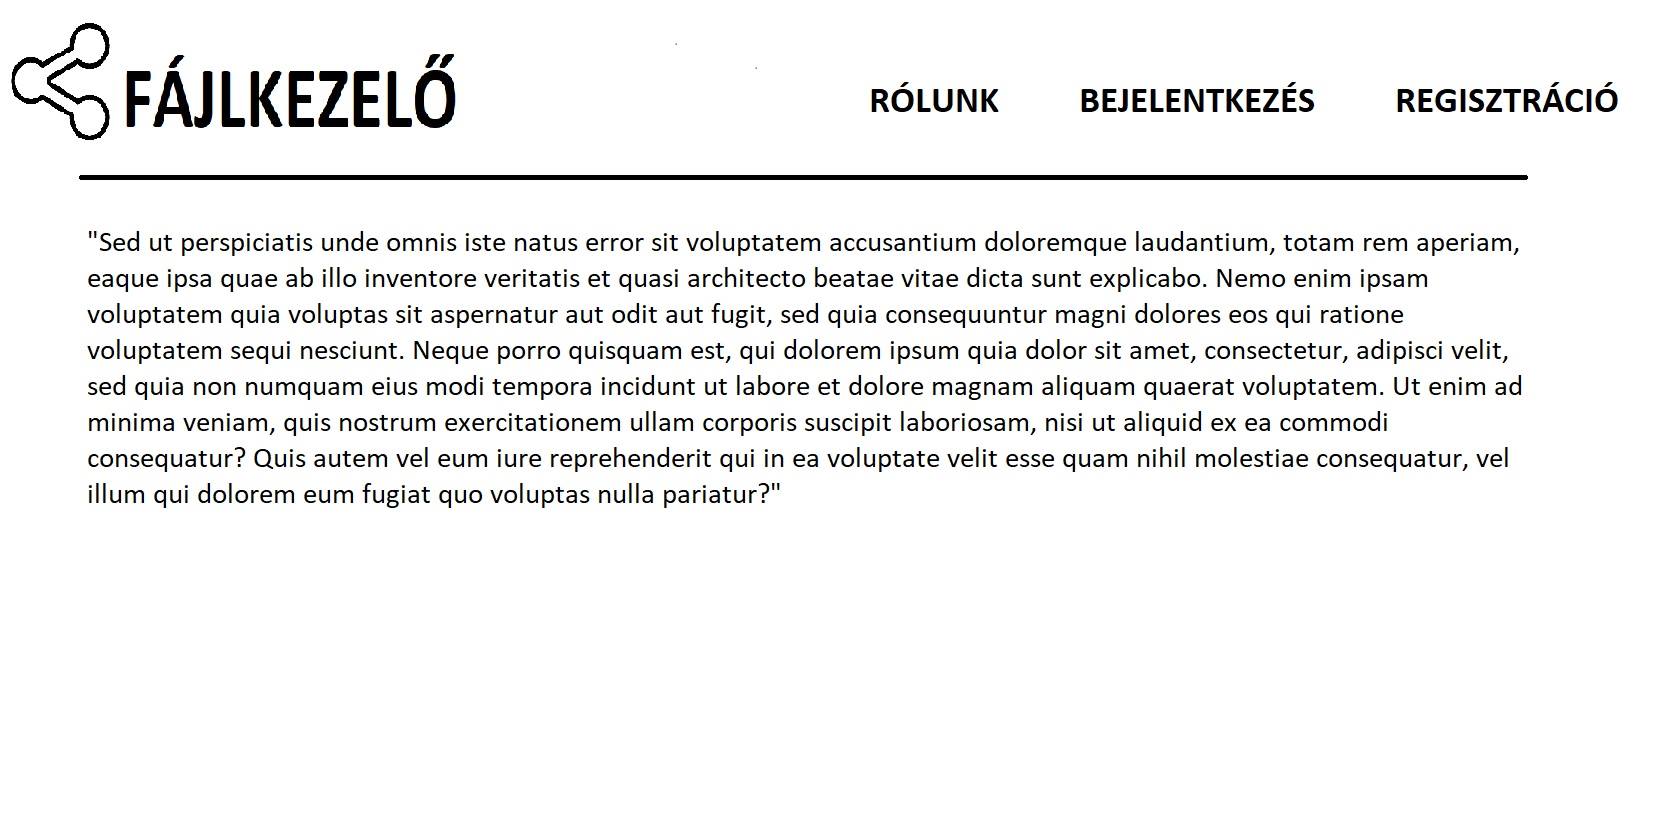 FÁJLKEZELŐ
RÓLUNK BEJELENTKEZÉS REGISZTRÁCIÓ
"Sed ut perspiciatis unde omnis iste natus error sit voluptatem accusantium doloremque laudantium, totam rem aperiam,
eaque ipsa quae ab illo inventore veritatis et quasi architecto beatae vitae dicta sunt explicabo. Nemo enim ipsam
voluptatem quia voluptas sit aspernatur aut odit aut fugit, sed quia consequuntur magni dolores eos qui ratione
voluptatem sequi nesciunt. Neque porro quisquam est, qui dolorem ipsum quia dolor sit amet, consectetur, adipisci velit,
sed quia non numquam eius modi tempora incidunt ut labore et dolore magnam aliquam quaerat voluptatem. Ut enim ad
minima veniam, quis nostrum exercitationem ullam corporis suscipit laboriosam, nisi ut aliquid ex ea commodi
consequatur? Quis autem vel eum iure reprehenderit qui in ea voluptate velit esse quam nihil molestiae consequatur, vel
illum qui dolorem eum fugiat quo voluptas nulla pariatur?"